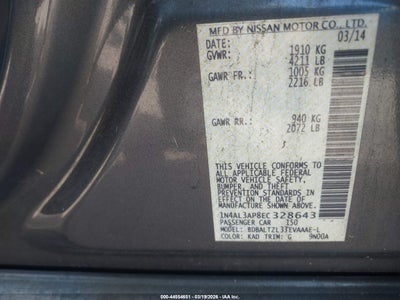 MFD BY NISSAN MOTOR CO., LTD.
DATE: 03/14
GVWR: 1910 KG
4211 LB
GAWR FR.: 1005 KG
2216 LB
GAWR RR.: 940 KG
2072 LB
THIS VEHICLE CONFORMS TO
ALL APPLICABLE FEDERAL
MOTOR VEHICLE SAFETY,
BUMPER, AND THEFT
PREVENTION STANDARDS IN
EFFECT ON THE DATE OF
MANUFACTURE SHOWN ABOVE.
1N4AL3AP8EC328643
PASSENGER CAR 150
MODEL: BDBALTZL33EVAAAE-L
COLOR: KAD TRIM: G 9N00A
000-44554651 - 03/19/2026 - IAAI.COM